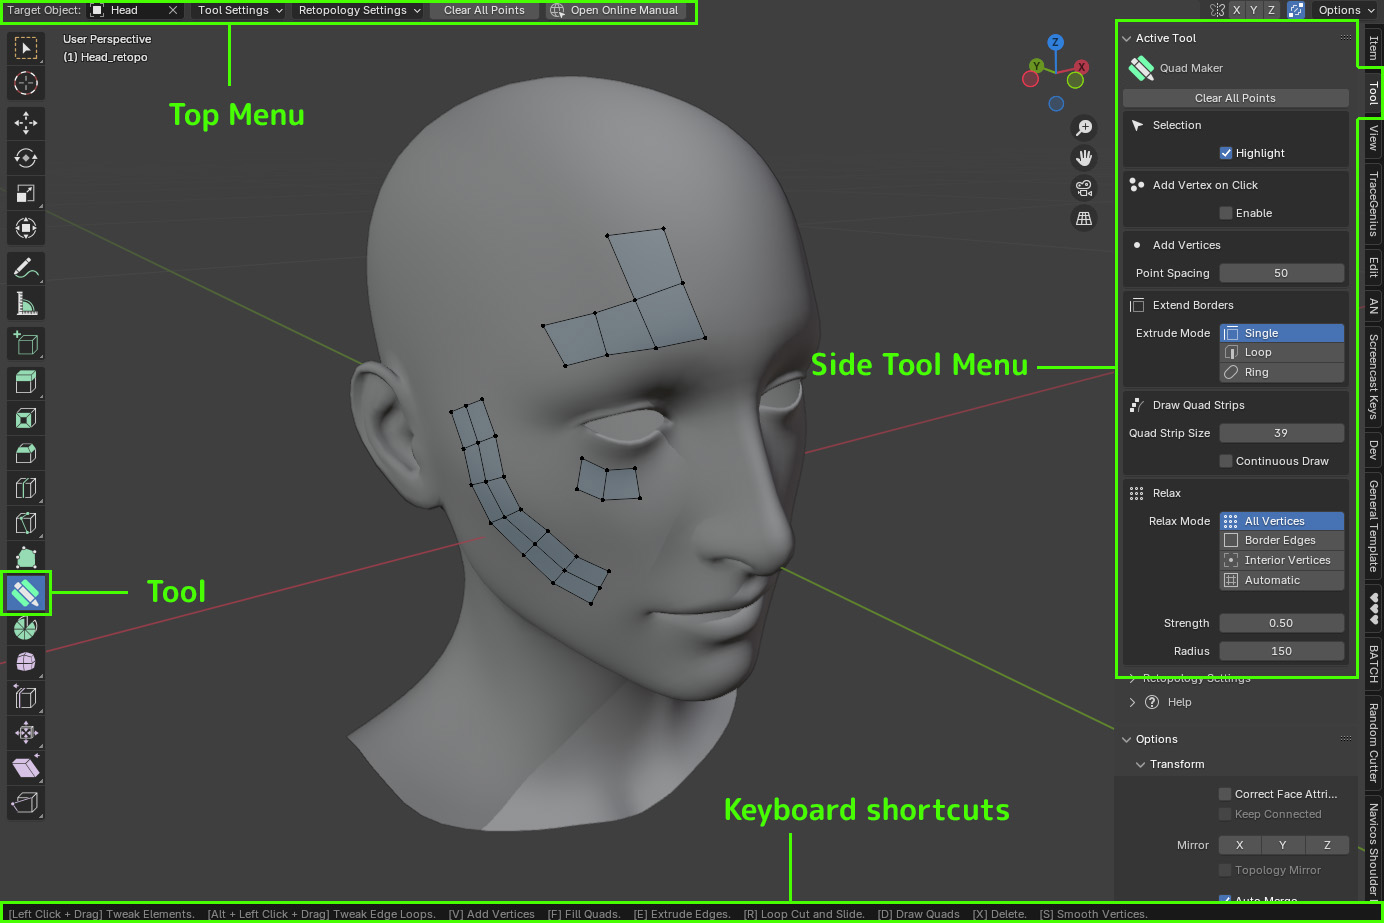 Target Object: Head Tool Settings Retopology Settings Clear All Points Open Online Manual X Y Z Options
User Perspective
(1) Head_retopo
Z
Y
X
Top Menu
Side Tool Menu
Tool
Keyboard shortcuts
Active Tool
Quad Maker
Clear All Points
Selection
Highlight
Add Vertex on Click
Enable
Add Vertices
Point Spacing 50
Extend Borders
Extrude Mode Single
Loop
Ring
Draw Quad Strips
Quad Strip Size 39
Continuous Draw
Relax
Relax Mode All Vertices
Border Edges
Interior Vertices
Automatic
Strength 0.50
Radius 150
Retopology Settings
Help
Options
Transform
Correct Face Attri...
Keep Connected
Mirror X Y Z
Topology Mirror
Auto Merge
Item
Tool
View
TraceGenius
Edit
AN
Screencast Keys
Dev
General Template
♥♥♥
BATCH
Random Cutter
Navicos Shoulder
[Left Click + Drag] Tweak Elements. [Alt + Left Click + Drag] Tweak Edge Loops. [V] Add Vertices [F] Fill Quads. [E] Extrude Edges. [R] Loop Cut and Slide. [D] Draw Quads [X] Delete. [S] Smooth Vertices.